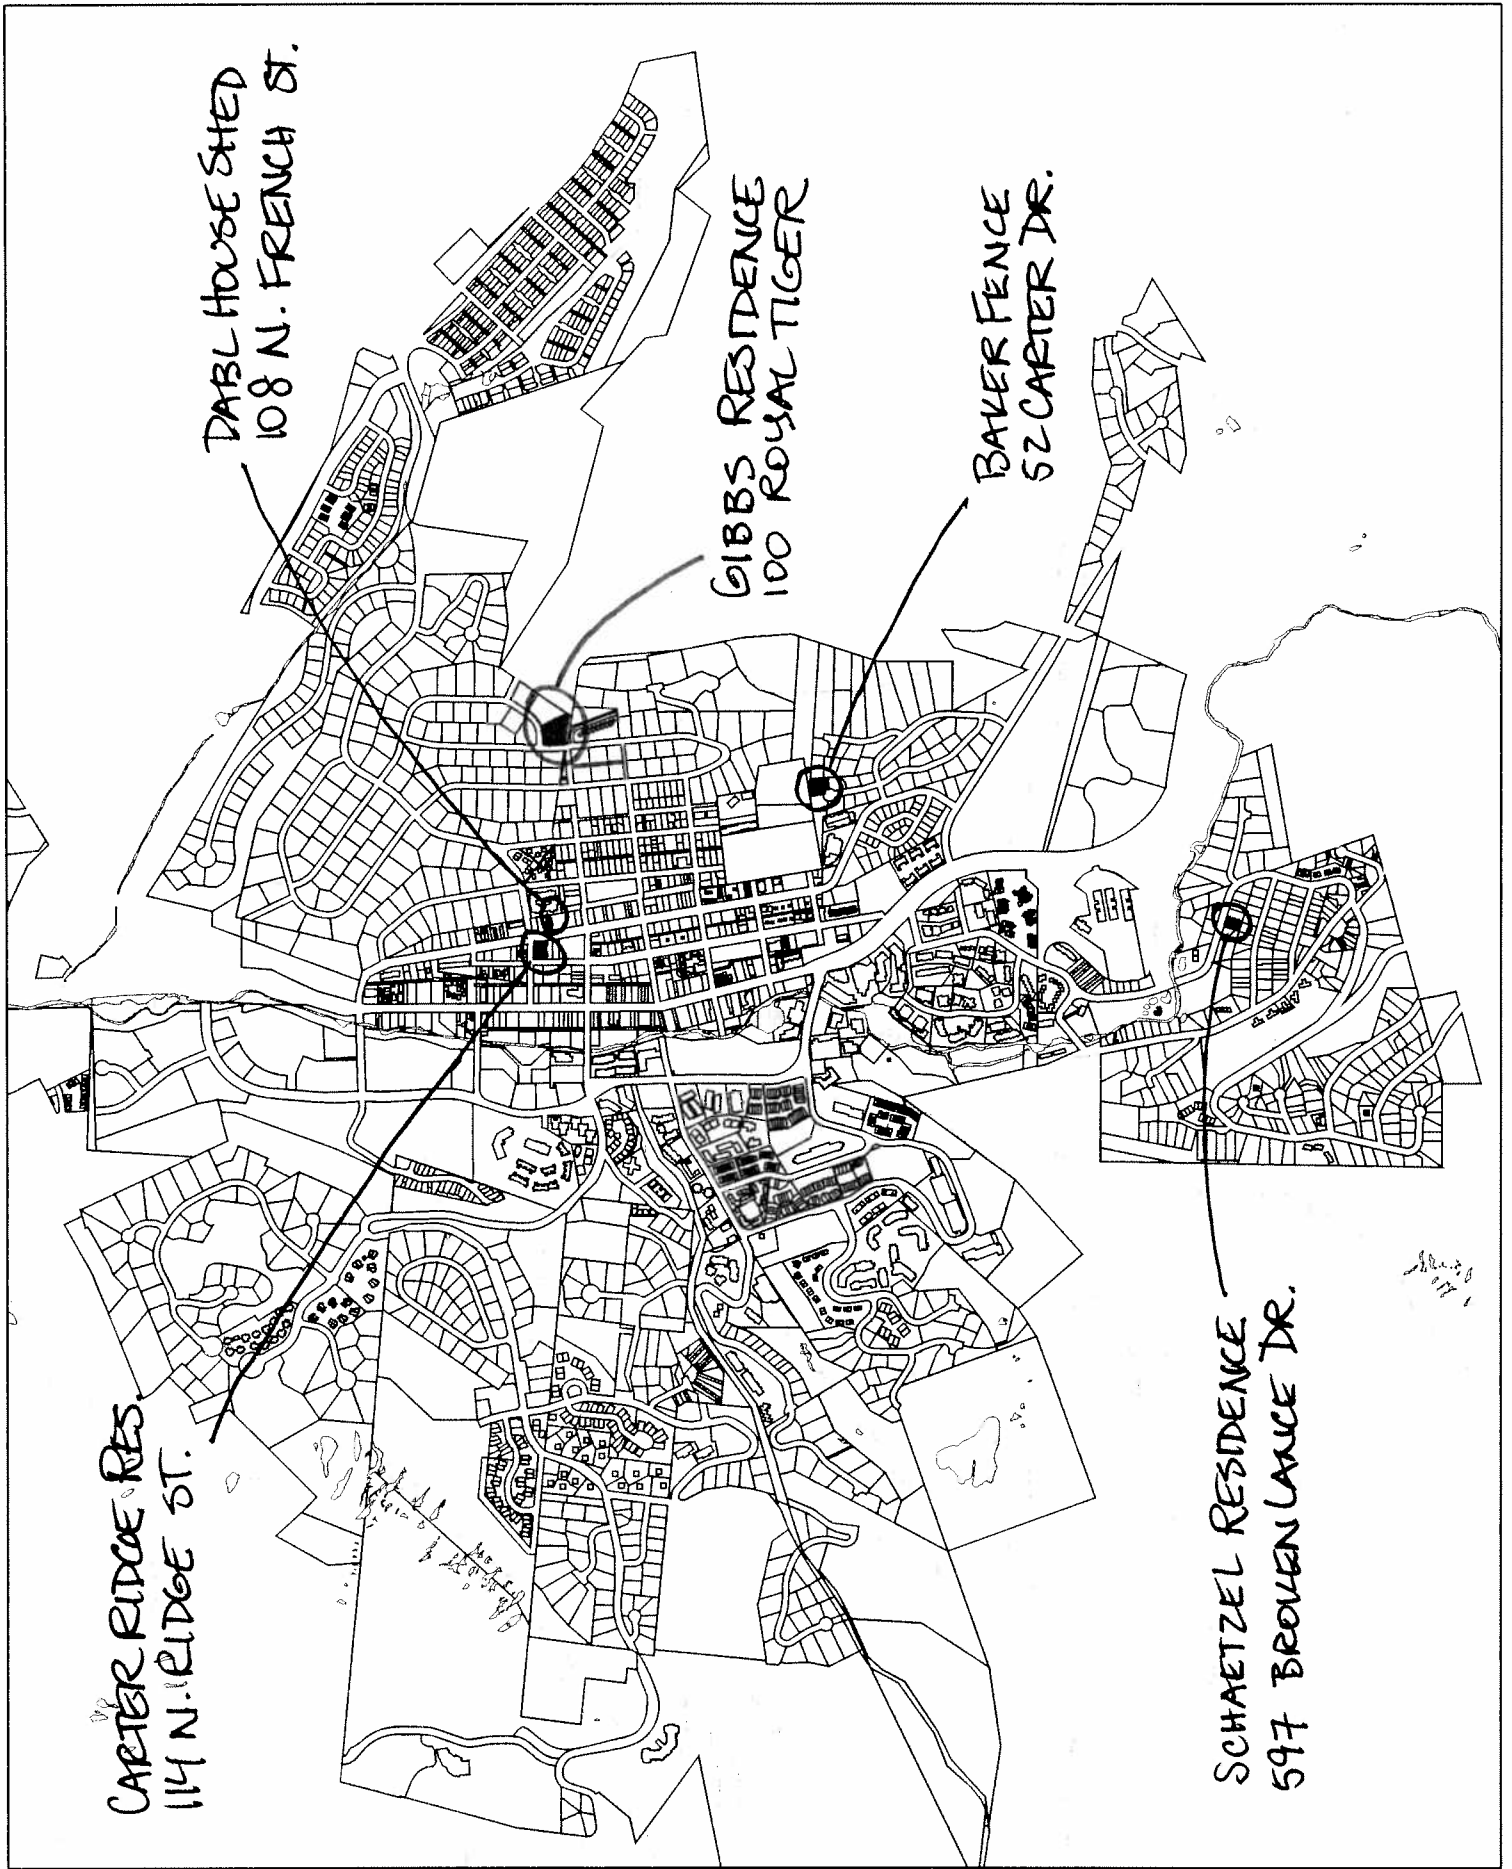 DABL HOUSE SHED
108 N. FRENCH ST.
GIBBS RESIDENCE
100 ROYAL TIGER
BAKER FENCE
52 CARTER DR.
CARTER RIDGE RES.
114 N. RIDGE ST.
SCHAETZEL RESIDENCE
597 BROKEN LANCE DR.